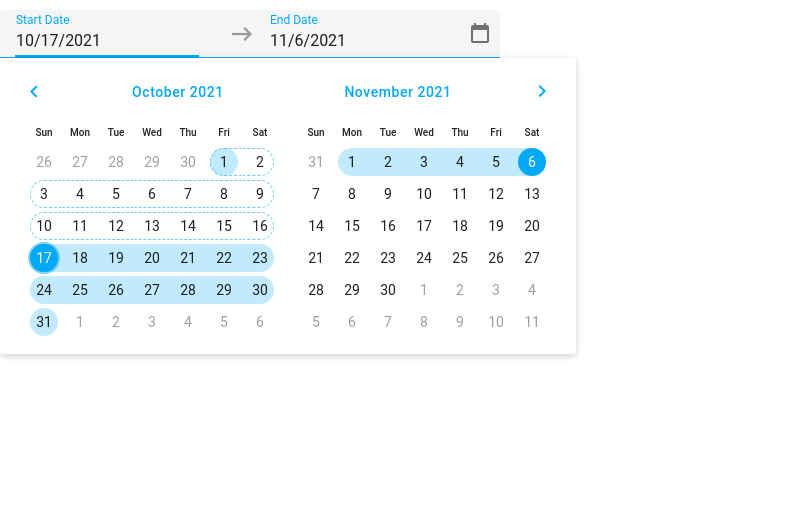 Start Date
End Date
10/17/2021
11/6/2021
October 2021
November 2021
Sun Mon Tue Wed Thu Fri Sat
Sun Mon Tue Wed Thu Fri Sat
26 27 28 29 30 1 2
31 1 2 3 4 5 6
3 4 5 6 7 8 9
7 8 9 10 11 12 13
10 11 12 13 14 15 16
14 15 16 17 18 19 20
17 18 19 20 21 22 23
21 22 23 24 25 26 27
24 25 26 27 28 29 30
28 29 30 1 2 3 4
31 1 2 3 4 5 6
5 6 7 8 9 10 11